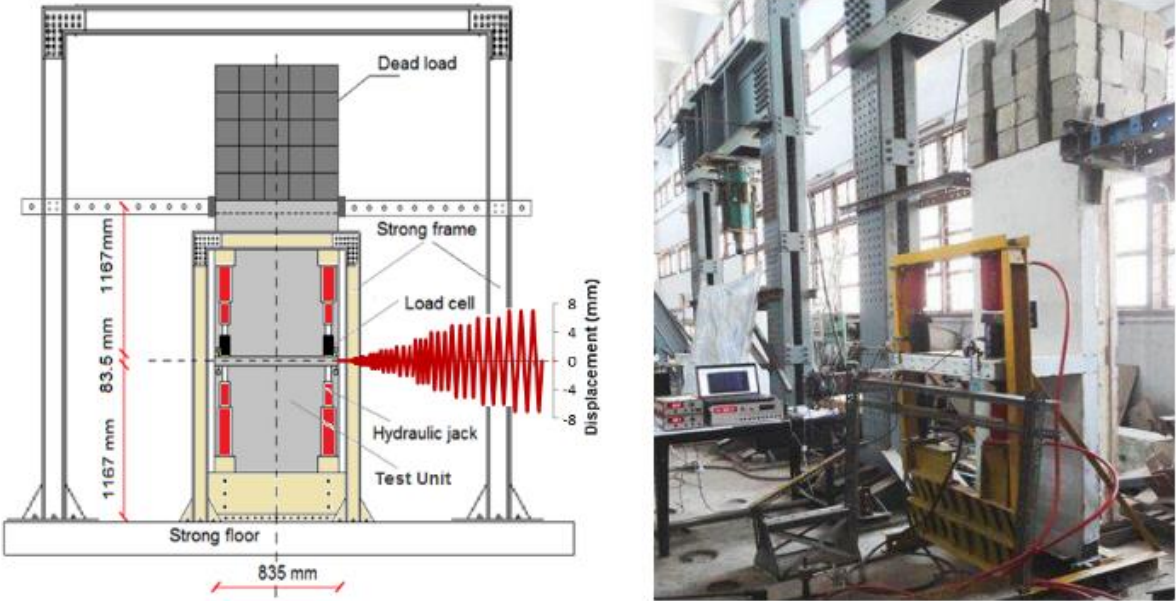 Dead load
Strong frame
Load cell
Hydraulic jack
Test Unit
Strong floor
1167mm
83.5 mm
1167 mm
835 mm
8
4
0
-4
-8
Displacement (mm)